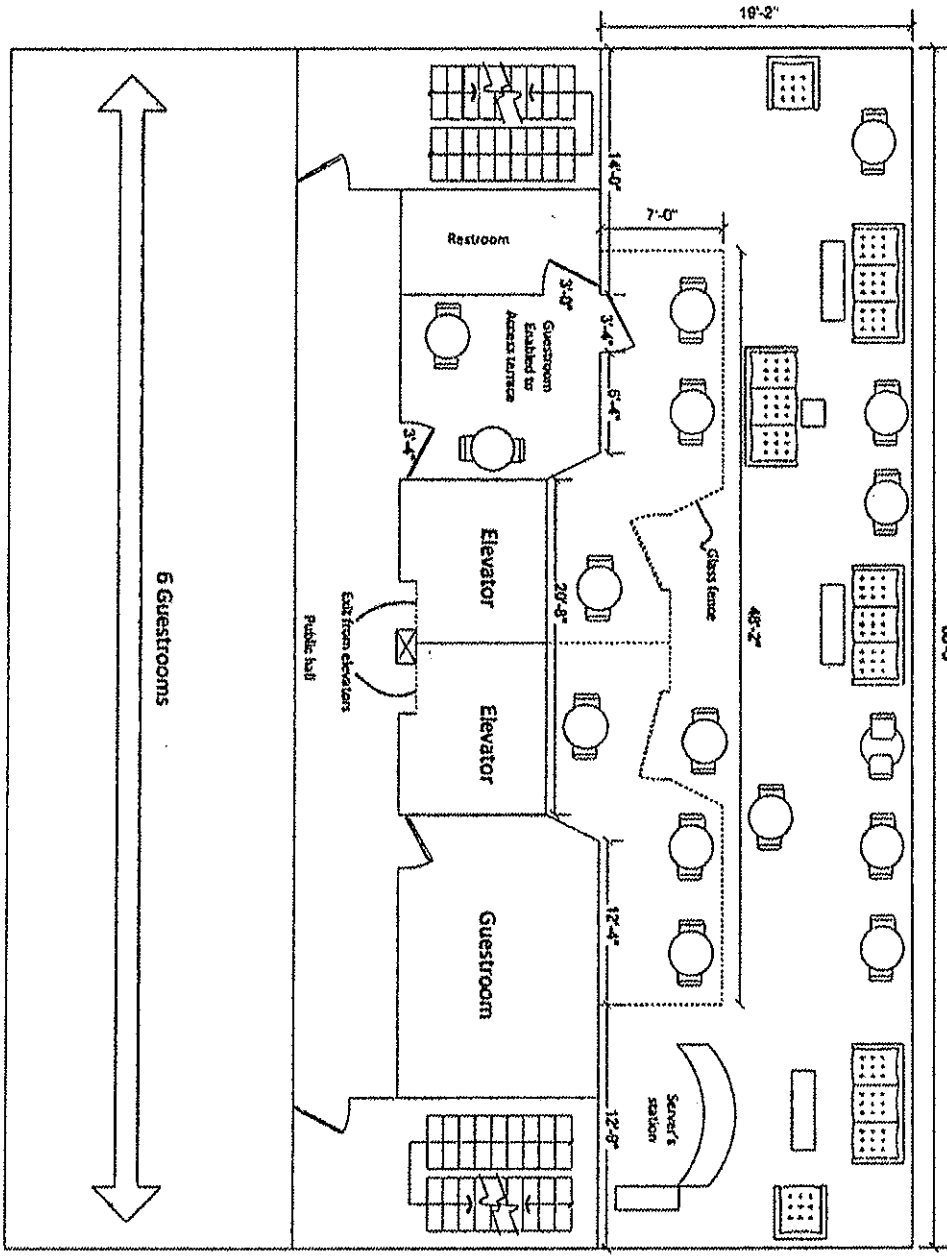 19'-2"
14'-0"
7'-0"
Restroom
3'-0"
3'-4"
Guestroom
Enabled to
Access terrace
6'-4"
3'-4"
Glass fence
Elevator
20'-8"
48'-2"
6 Guestrooms
Exit from elevators
Public hall
Elevator
Guestroom
12'-4"
12'-8"
Server's
station